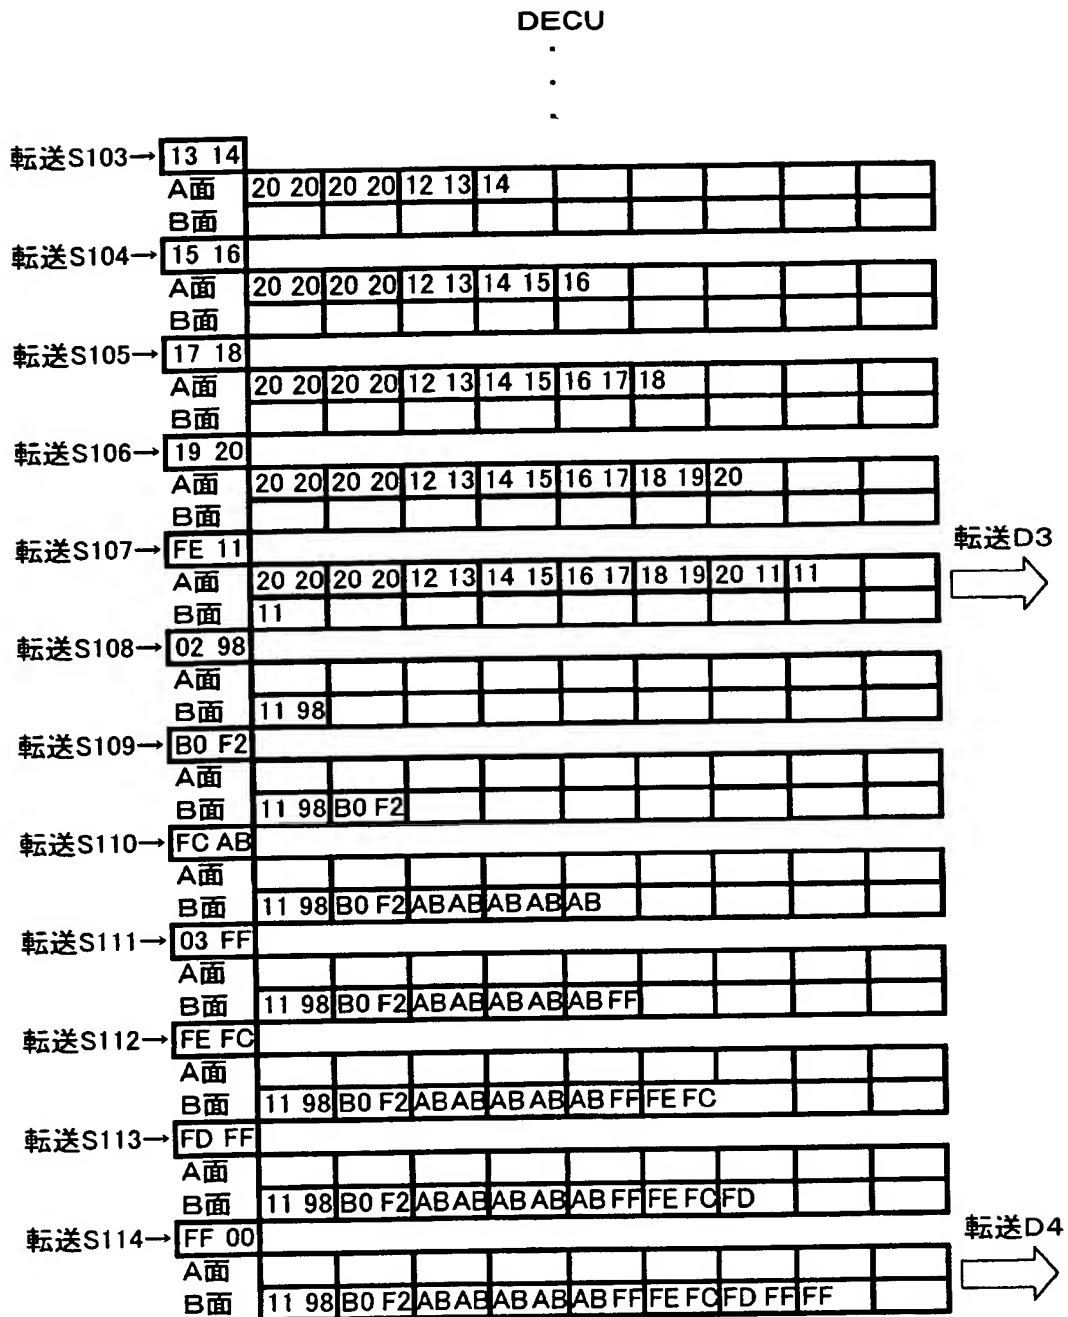 DECU
転送S103→ 13 14
A面 20 20 20 20 12 13 14
B面
転送S104→ 15 16
A面 20 20 20 20 12 13 14 15 16
B面
転送S105→ 17 18
A面 20 20 20 20 12 13 14 15 16 17 18
B面
転送S106→ 19 20
A面 20 20 20 20 12 13 14 15 16 17 18 19 20
B面
転送S107→ FE 11
転送D3
A面 20 20 20 20 12 13 14 15 16 17 18 19 20 11 11
B面 11
転送S108→ 02 98
A面
B面 11 98
転送S109→ B0 F2
A面
B面 11 98 B0 F2
転送S110→ FC AB
A面
B面 11 98 B0 F2 AB AB AB AB AB
転送S111→ 03 FF
A面
B面 11 98 B0 F2 AB AB AB AB AB FF
転送S112→ FE FC
A面
B面 11 98 B0 F2 AB AB AB AB AB FF FE FC
転送S113→ FD FF
A面
B面 11 98 B0 F2 AB AB AB AB AB FF FE FC FD
転送S114→ FF 00
転送D4
A面
B面 11 98 B0 F2 AB AB AB AB AB FF FE FC FD FF FF